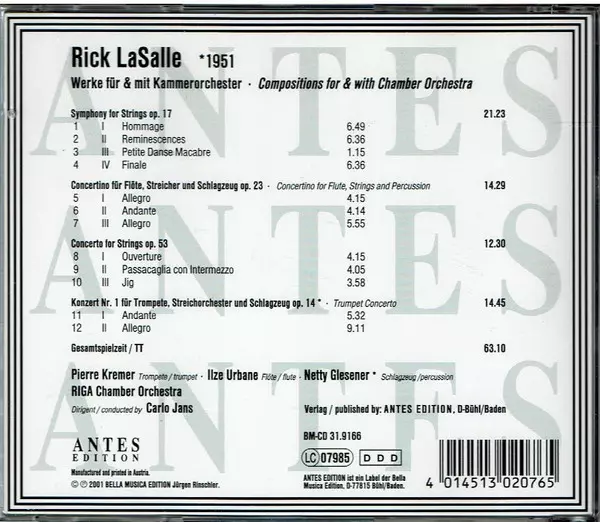 Rick LaSalle *1951
Werke für & mit Kammerorchester · Compositions for & with Chamber Orchestra
Symphony for Strings op. 17 21.23
1 I Hommage 6.49
2 II Reminescences 6.36
3 III Petite Danse Macabre 1.15
4 IV Finale 6.36
Concertino für Flöte, Streicher und Schlagzeug op. 23 · Concertino for Flute, Strings and Percussion 14.29
5 I Allegro 4.15
6 II Andante 4.14
7 III Allegro 5.55
Concerto for Strings op. 53 12.30
8 I Ouverture 4.15
9 II Passacaglia con Intermezzo 4.05
10 III Jig 3.58
Konzert Nr. 1 für Trompete, Streichorchester und Schlagzeug op. 14 * · Trumpet Concerto 14.45
11 I Andante 5.32
12 II Allegro 9.11
Gesamtspielzeit / TT 63.10
Pierre Kremer Trompete / trumpet · Ilze Urbane Flöte / flute · Netty Glesener * Schlagzeug / percussion
RIGA Chamber Orchestra
Dirigent / conducted by Carlo Jans
Verlag / published by: ANTES EDITION, D-Bühl/Baden
BM-CD 31.9166
LC 07985 DDD
ANTES EDITION ist ein Label der Bella
Musica Edition, D-77815 Bühl/Baden.
4 014513 020765
ANTES
EDITION
Manufactured and printed in Austria.
© ℗ 2001 BELLA MUSICA EDITION Jürgen Rinschler.
ANTES
ANTES
ANTES
ANTES